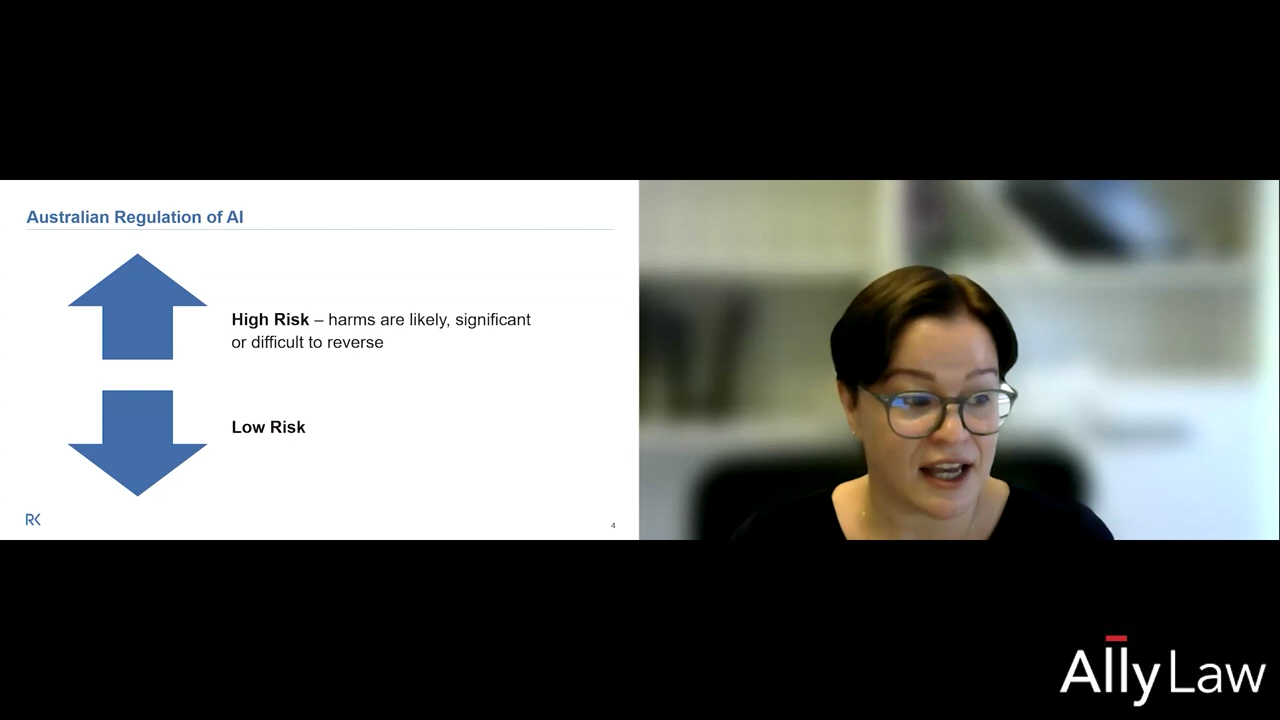 Australian Regulation of AI
High Risk – harms are likely, significant
or difficult to reverse
Low Risk
RK
4
Ally Law